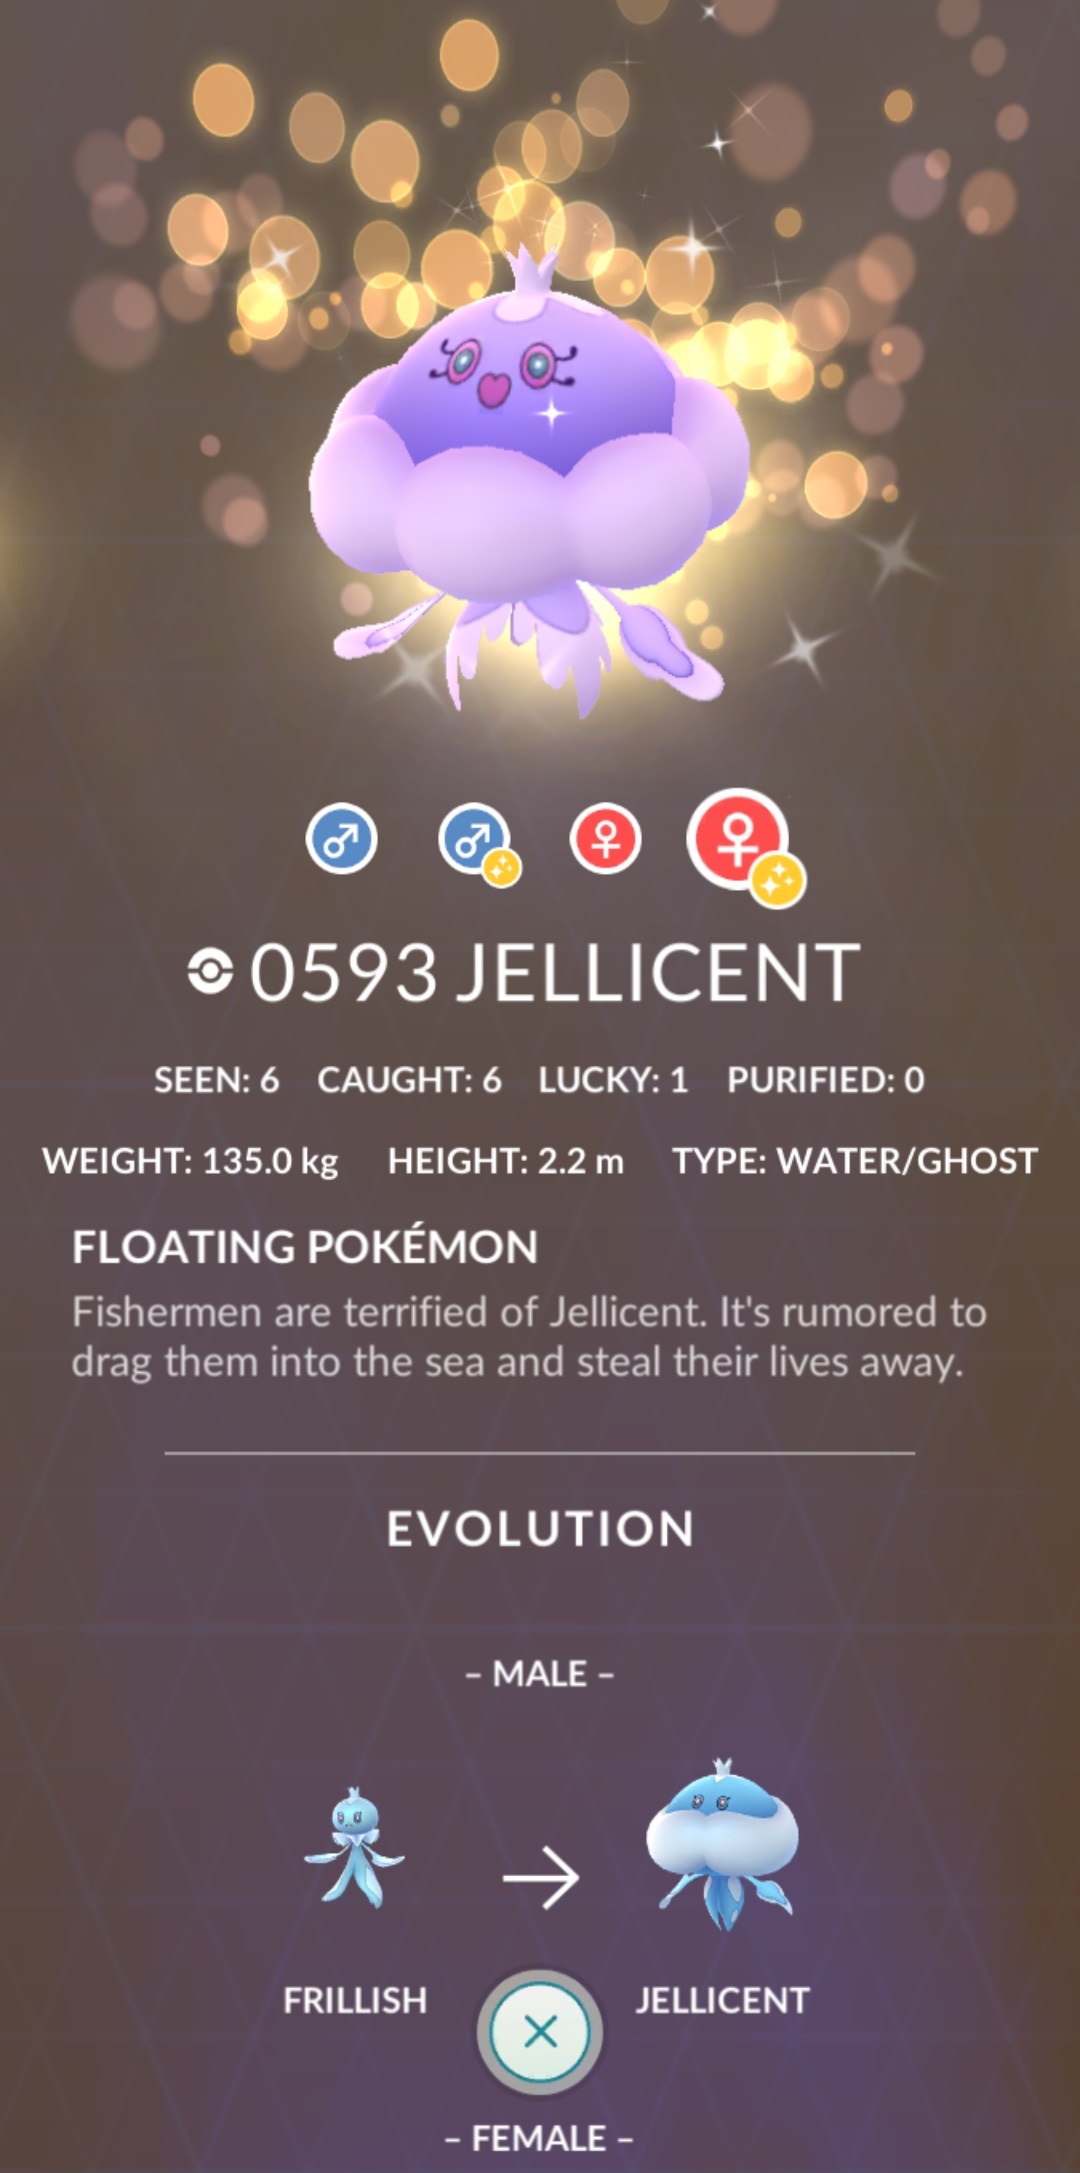 0593 JELLICENT
SEEN: 6 CAUGHT: 6 LUCKY: 1 PURIFIED: 0
WEIGHT: 135.0 kg HEIGHT: 2.2 m TYPE: WATER/GHOST
FLOATING POKÉMON
Fishermen are terrified of Jellicent. It's rumored to
drag them into the sea and steal their lives away.
EVOLUTION
– MALE –
FRILLISH JELLICENT
– FEMALE –